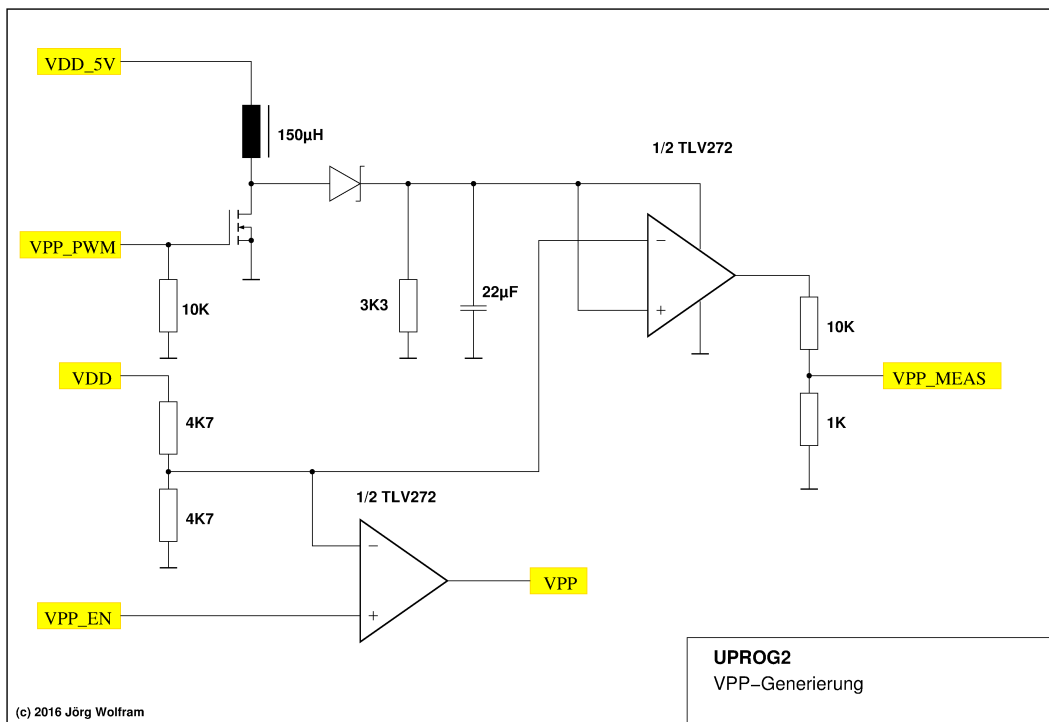 VDD_5V
150µH
1/2 TLV272
−
VPP_PWM
10K
3K3
22µF
+
10K
VDD
VPP_MEAS
4K7
1K
4K7
1/2 TLV272
−
VPP
VPP_EN
+
UPROG2
VPP−Generierung
(c) 2016 Jörg Wolfram